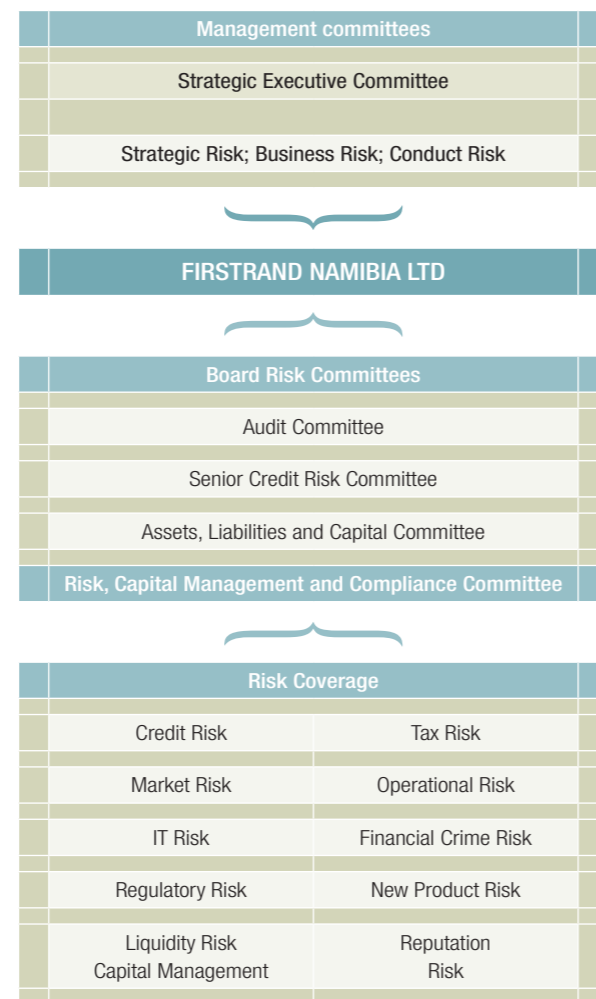 Management committees
Strategic Executive Committee
Strategic Risk; Business Risk; Conduct Risk
FIRSTRAND NAMIBIA LTD
Board Risk Committees
Audit Committee
Senior Credit Risk Committee
Assets, Liabilities and Capital Committee
Risk, Capital Management and Compliance Committee
Risk Coverage
Credit Risk
Tax Risk
Market Risk
Operational Risk
IT Risk
Financial Crime Risk
Regulatory Risk
New Product Risk
Liquidity Risk
Capital Management
Reputation
Risk